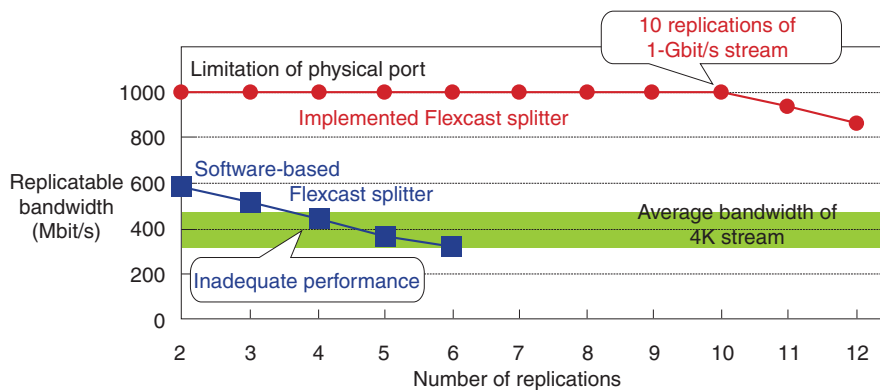 10 replications of
1-Gbit/s stream
Limitation of physical port
1000
Implemented Flexcast splitter
800
Replicatable
bandwidth
(Mbit/s)
Software-based
Flexcast splitter
600
400
Average bandwidth of
4K stream
Inadequate performance
200
0
2 3 4 5 6 7 8 9 10 11 12
Number of replications